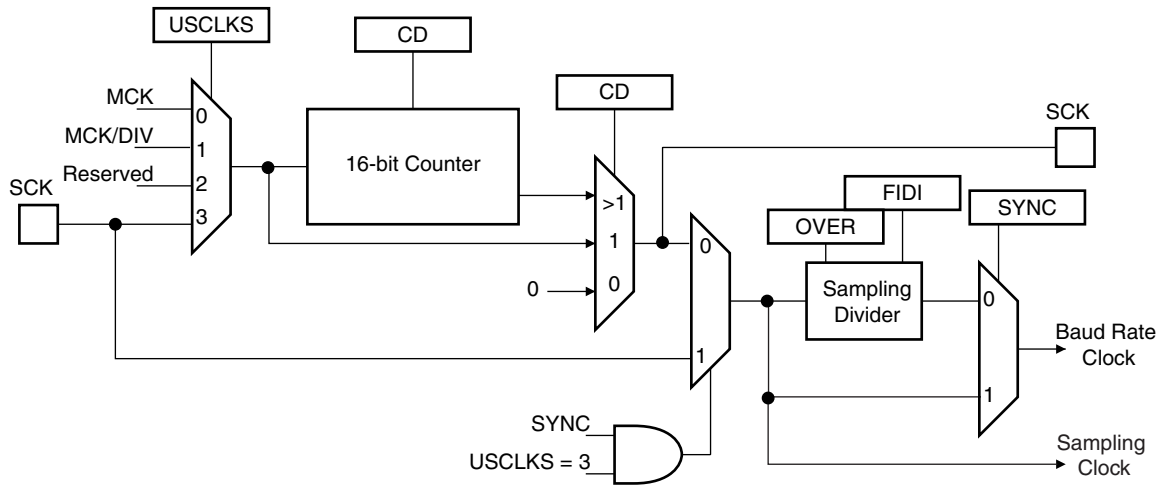 USCLKS
CD
CD
MCK
MCK/DIV
Reserved
SCK
0
1
2
3
16-bit Counter
>1
1
0
0
SCK
0
1
OVER
FIDI
SYNC
Sampling
Divider
0
1
Baud Rate
Clock
SYNC
USCLKS = 3
Sampling
Clock